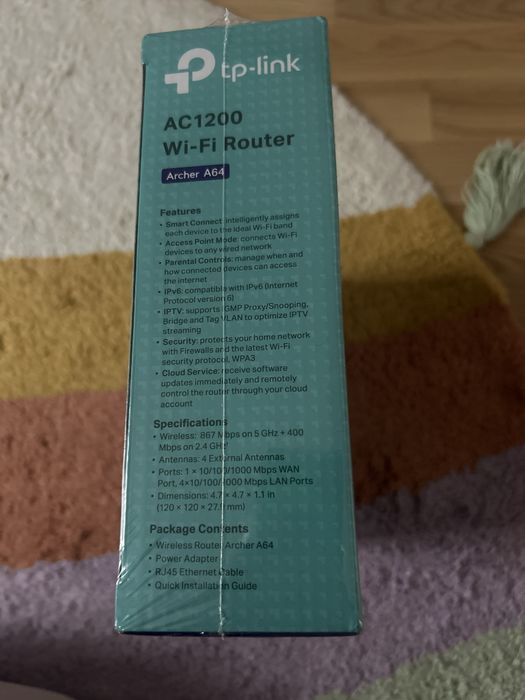 tp-link
AC1200
Wi-Fi Router
Archer A64
Features
• Smart Connect: intelligently assigns
each device to the ideal Wi-Fi band
• Access Point Mode: connects Wi-Fi
devices to any wired network
• Parental Controls: manage when and
how connected devices can access
the internet
• IPv6: compatible with IPv6 (Internet
Protocol version 6)
• IPTV: supports IGMP Proxy/Snooping,
Bridge and Tag VLAN to optimize IPTV
streaming
• Security: protects your home network
with Firewalls and the latest Wi-Fi
security protocol, WPA3
• Cloud Service: receive software
updates immediately and remotely
control the router through your cloud
account
Specifications
• Wireless: 867 Mbps on 5 GHz + 400
Mbps on 2.4 GHz
• Antennas: 4 External Antennas
• Ports: 1 × 10/100/1000 Mbps WAN
Port, 4×10/100/1000 Mbps LAN Ports
• Dimensions: 4.7 × 4.7 × 1.1 in
(120 × 120 × 27. mm)
Package Contents
• Wireless Router Archer A64
• Power Adapter
• RJ45 Ethernet Cable
• Quick Installation Guide